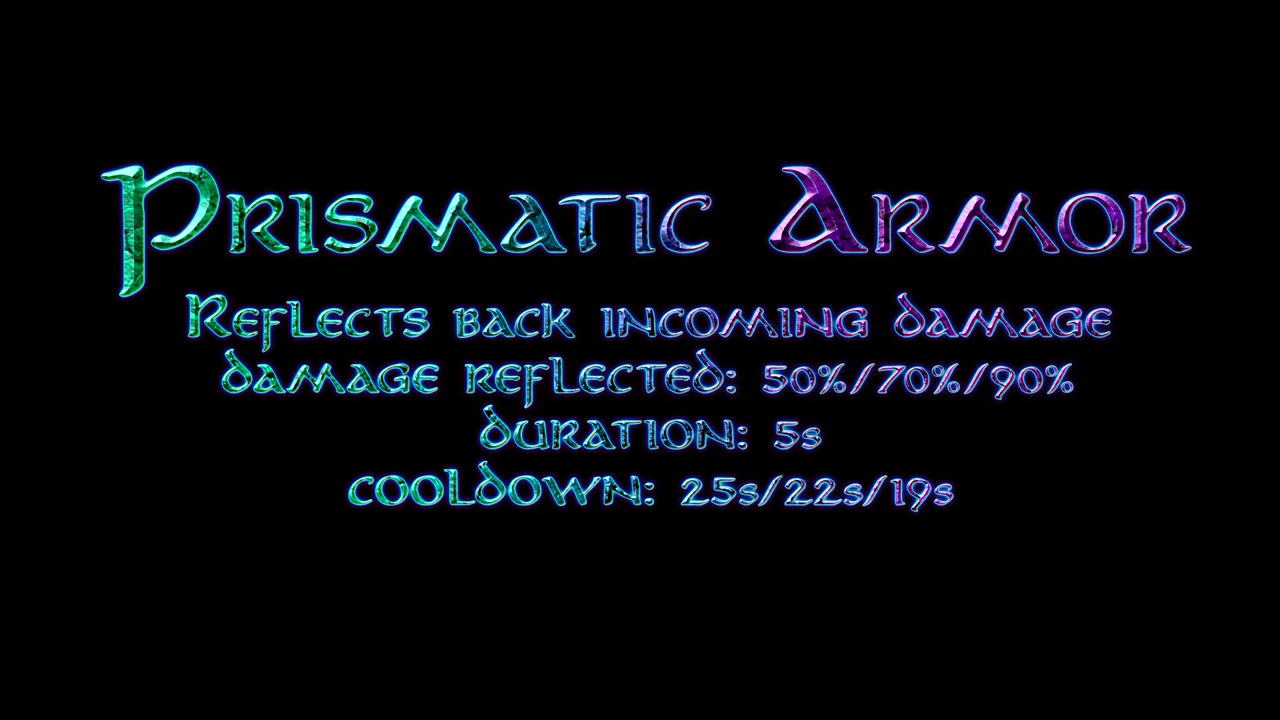 Prismatic Armor
Reflects back incoming damage
damage reflected: 50%/70%/90%
duration: 5s
cooldown: 25s/22s/19s